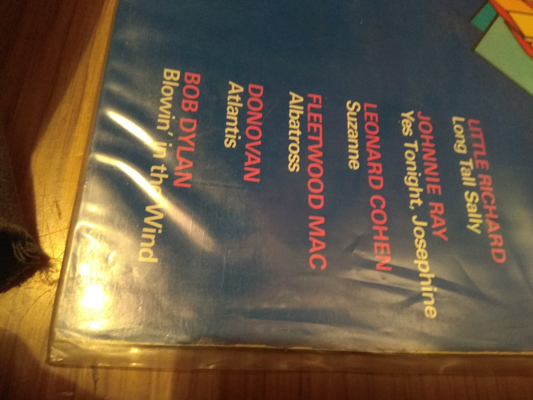 LITTLE RICHARD
Long Tall Sally
JOHNNIE RAY
Yes Tonight, Josephine
LEONARD COHEN
Suzanne
FLEETWOOD MAC
Albatross
DONOVAN
Atlantis
BOB DYLAN
Blowin' in the Wind